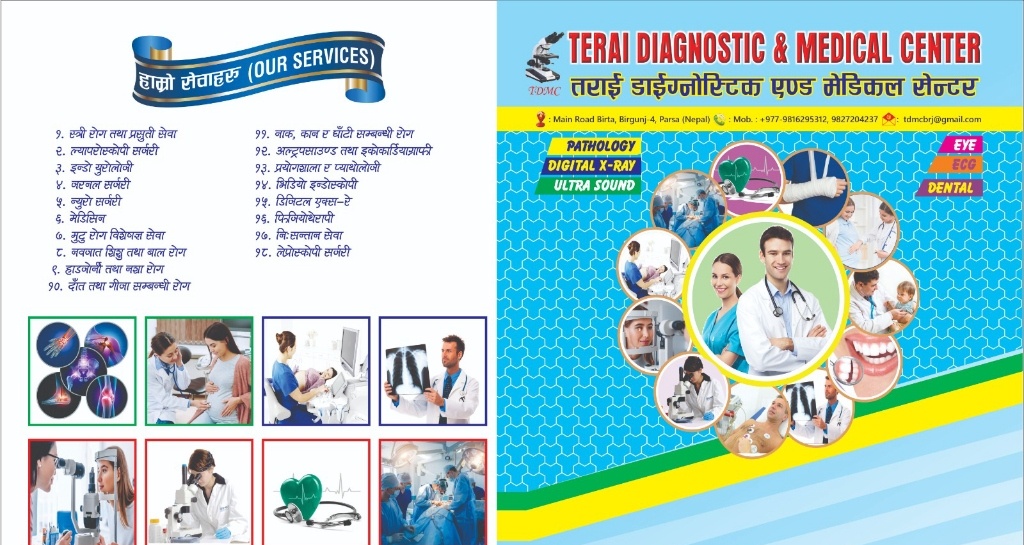 हाम्रो सेवाहरु (OUR SERVICES)
१. स्त्री रोग तथा प्रसुती सेवा
२. ल्यापरोस्कोपी सर्जरी
३. इन्डो युरोलोजी
४. जनरल सर्जरी
५. न्युरो सर्जरी
६. मेडिसिन
७. मुटु रोग विशेषज्ञ सेवा
८. नवजात शिशु तथा बाल रोग
९. हाडजोर्नी तथा नशा रोग
१०. दाँत तथा गीजा सम्बन्धी रोग
११. नाक, कान र घाँटी सम्बन्धी रोग
१२. अल्ट्रासाउण्ड तथा इकोकार्डियाग्राफी
१३. प्रयोगशाला र प्याथोलोजी
१४. भिडियो इन्डोस्कोपी
१५. डिजिटल एक्स-रे
१६. फिजियोथेरापी
१७. नि:सन्तान सेवा
१८. लेप्रोस्कोपी सर्जरी
TDMC
TERAI DIAGNOSTIC & MEDICAL CENTER
तराई डाईग्नोस्टिक एण्ड मेडिकल सेन्टर
: Main Road Birta, Birgunj-4, Parsa (Nepal) : Mob. : +977-9816295312, 9827204237 : tdmcbrj@gmail.com
PATHOLOGY
DIGITAL X-RAY
ULTRA SOUND
EYE
ECG
DENTAL